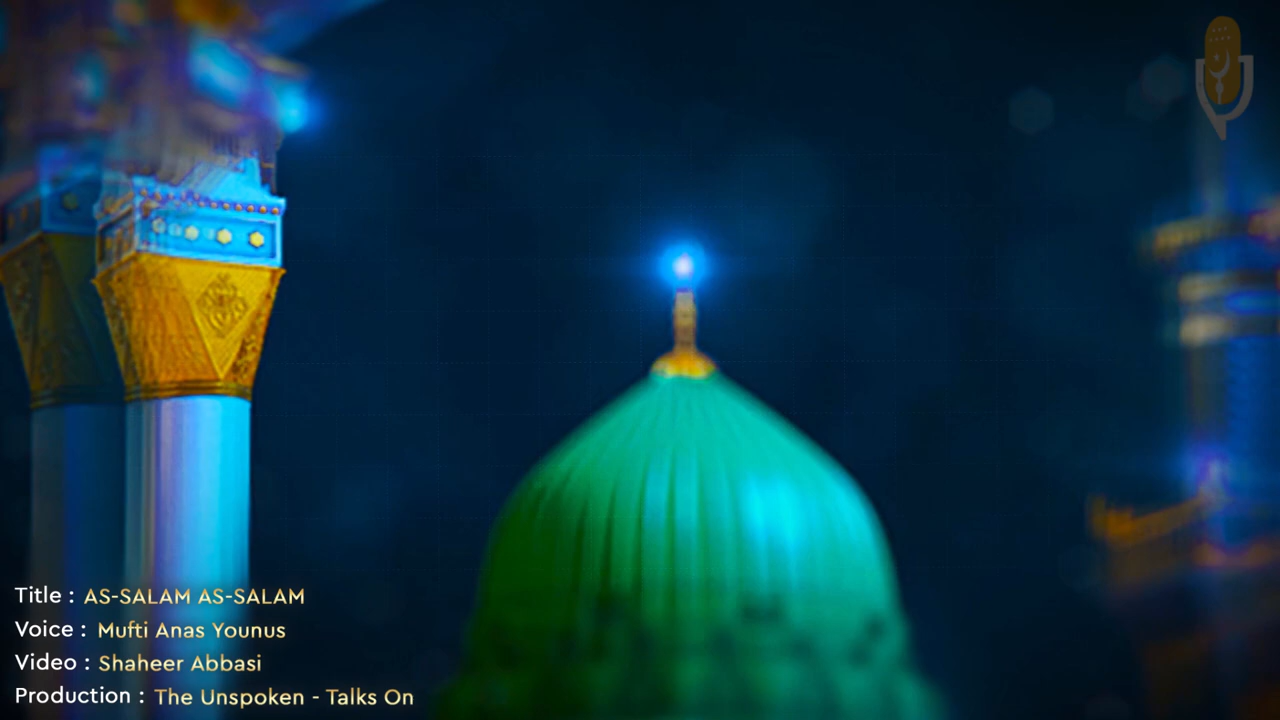 Title : AS-SALAM AS-SALAM
Voice : Mufti Anas Younus
Video : Shaheer Abbasi
Production : The Unspoken - Talks On